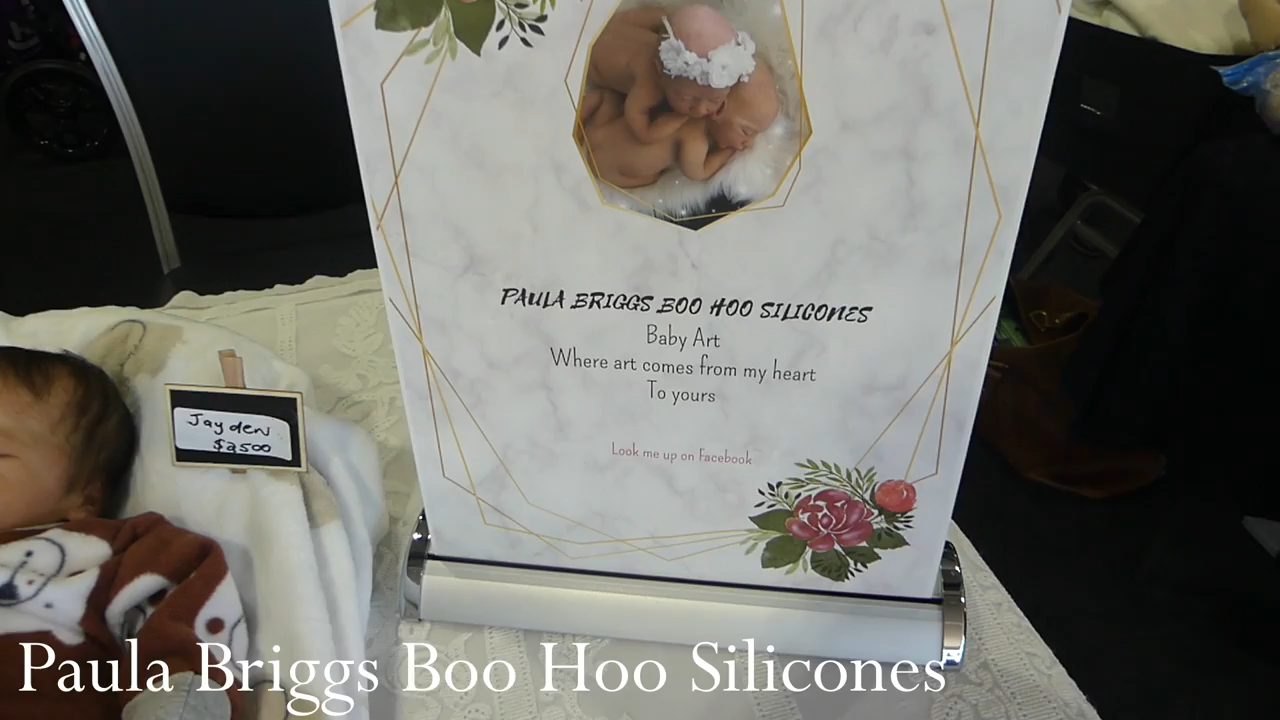 PAULA BRIGGS BOO HOO SILICONES
Baby Art
Where art comes from my heart
To yours
Look me up on Facebook
Jayden
$2500
Paula Briggs Boo Hoo Silicones